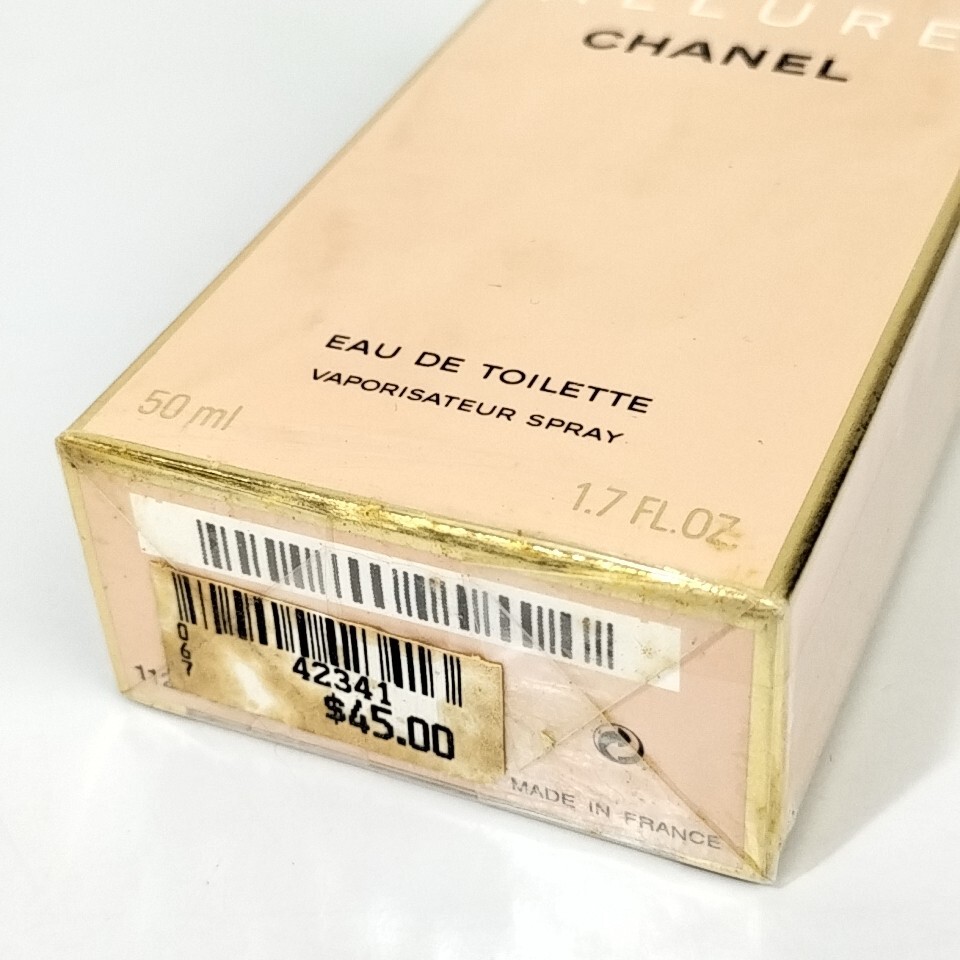 ALLURE
CHANEL
EAU DE TOILETTE
VAPORISATEUR SPRAY
50 ml
1.7 FL.OZ.
067
42341
$45.00
MADE IN FRANCE